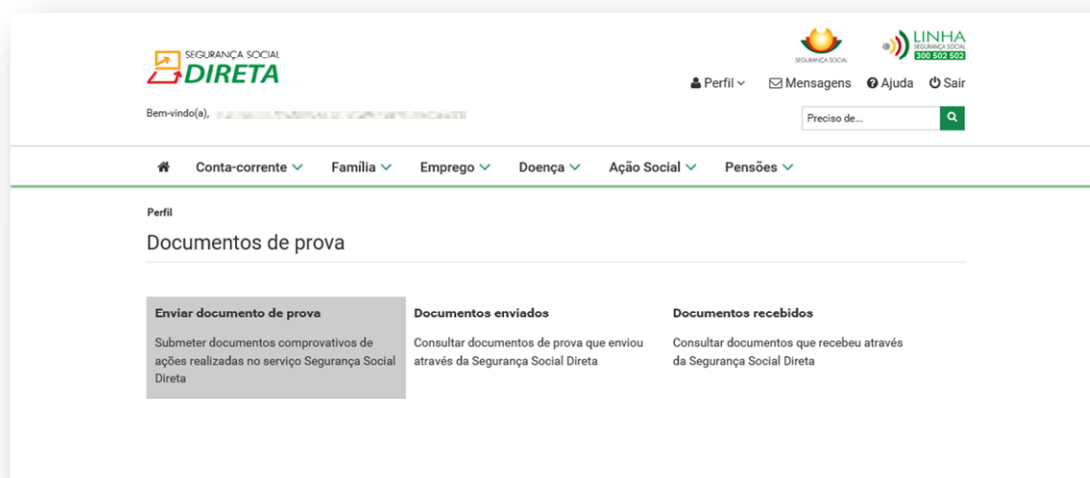 SEGURANÇA SOCIAL
DIRETA
SEGURANÇA SOCIAL
LINHA
SEGURANÇA SOCIAL
300 502 502
Perfil
Mensagens
Ajuda
Sair
Bem-vindo(a),
Preciso de...
Conta-corrente
Família
Emprego
Doença
Ação Social
Pensões
Perfil
Documentos de prova
Enviar documento de prova
Submeter documentos comprovativos de
ações realizadas no serviço Segurança Social
Direta
Documentos enviados
Consultar documentos de prova que enviou
através da Segurança Social Direta
Documentos recebidos
Consultar documentos que recebeu através
da Segurança Social Direta